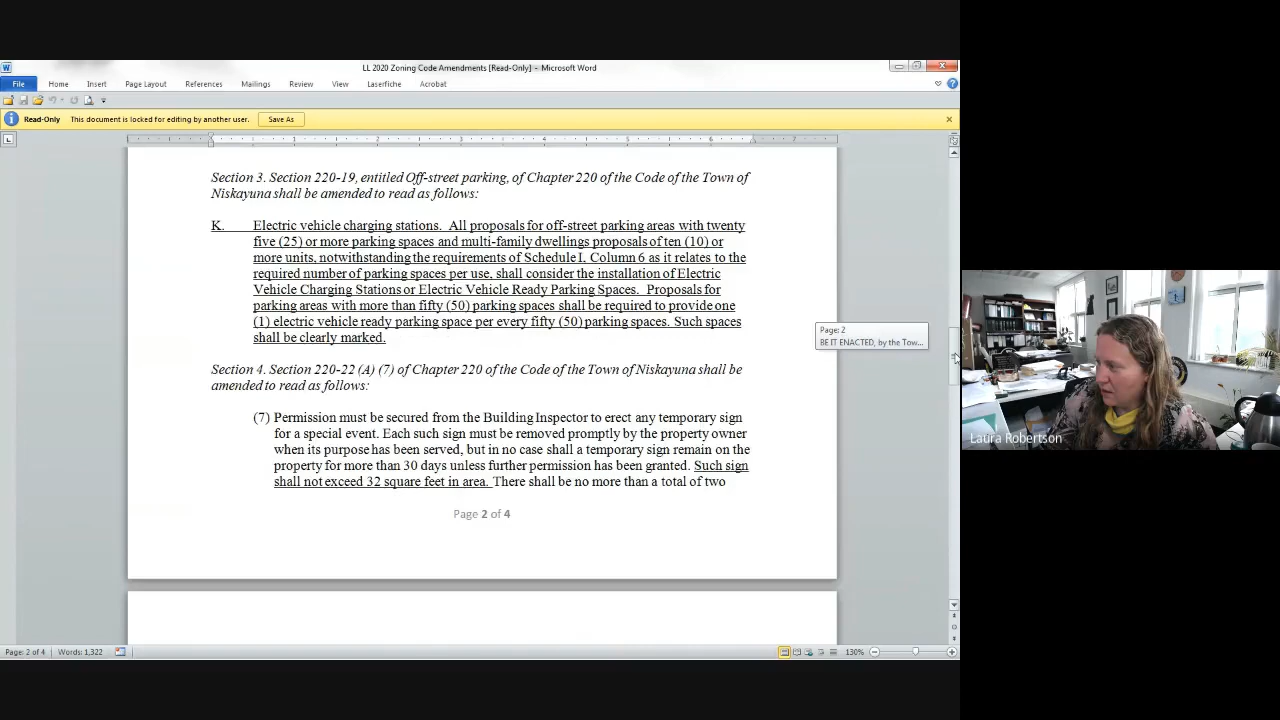 LL 2020 Zoning Code Amendments [Read-Only] - Microsoft Word
File Home Insert Page Layout References Mailings Review View Laserfiche Acrobat
Read-Only This document is locked for editing by another user. Save As
Section 3. Section 220-19, entitled Off-street parking, of Chapter 220 of the Code of the Town of
Niskayuna shall be amended to read as follows:
K. Electric vehicle charging stations. All proposals for off-street parking areas with twenty
five (25) or more parking spaces and multi-family dwellings proposals of ten (10) or
more units, notwithstanding the requirements of Schedule I, Column 6 as it relates to the
required number of parking spaces per use, shall consider the installation of Electric
Vehicle Charging Stations or Electric Vehicle Ready Parking Spaces. Proposals for
parking areas with more than fifty (50) parking spaces shall be required to provide one
(1) electric vehicle ready parking space per every fifty (50) parking spaces. Such spaces
shall be clearly marked.
Page: 2
BE IT ENACTED, by the Tow...
Section 4. Section 220-22 (A) (7) of Chapter 220 of the Code of the Town of Niskayuna shall be
amended to read as follows:
(7) Permission must be secured from the Building Inspector to erect any temporary sign
for a special event. Each such sign must be removed promptly by the property owner
when its purpose has been served, but in no case shall a temporary sign remain on the
property for more than 30 days unless further permission has been granted. Such sign
shall not exceed 32 square feet in area. There shall be no more than a total of two
Page 2 of 4
Page: 2 of 4 Words: 1,322 130%
Laura Robertson